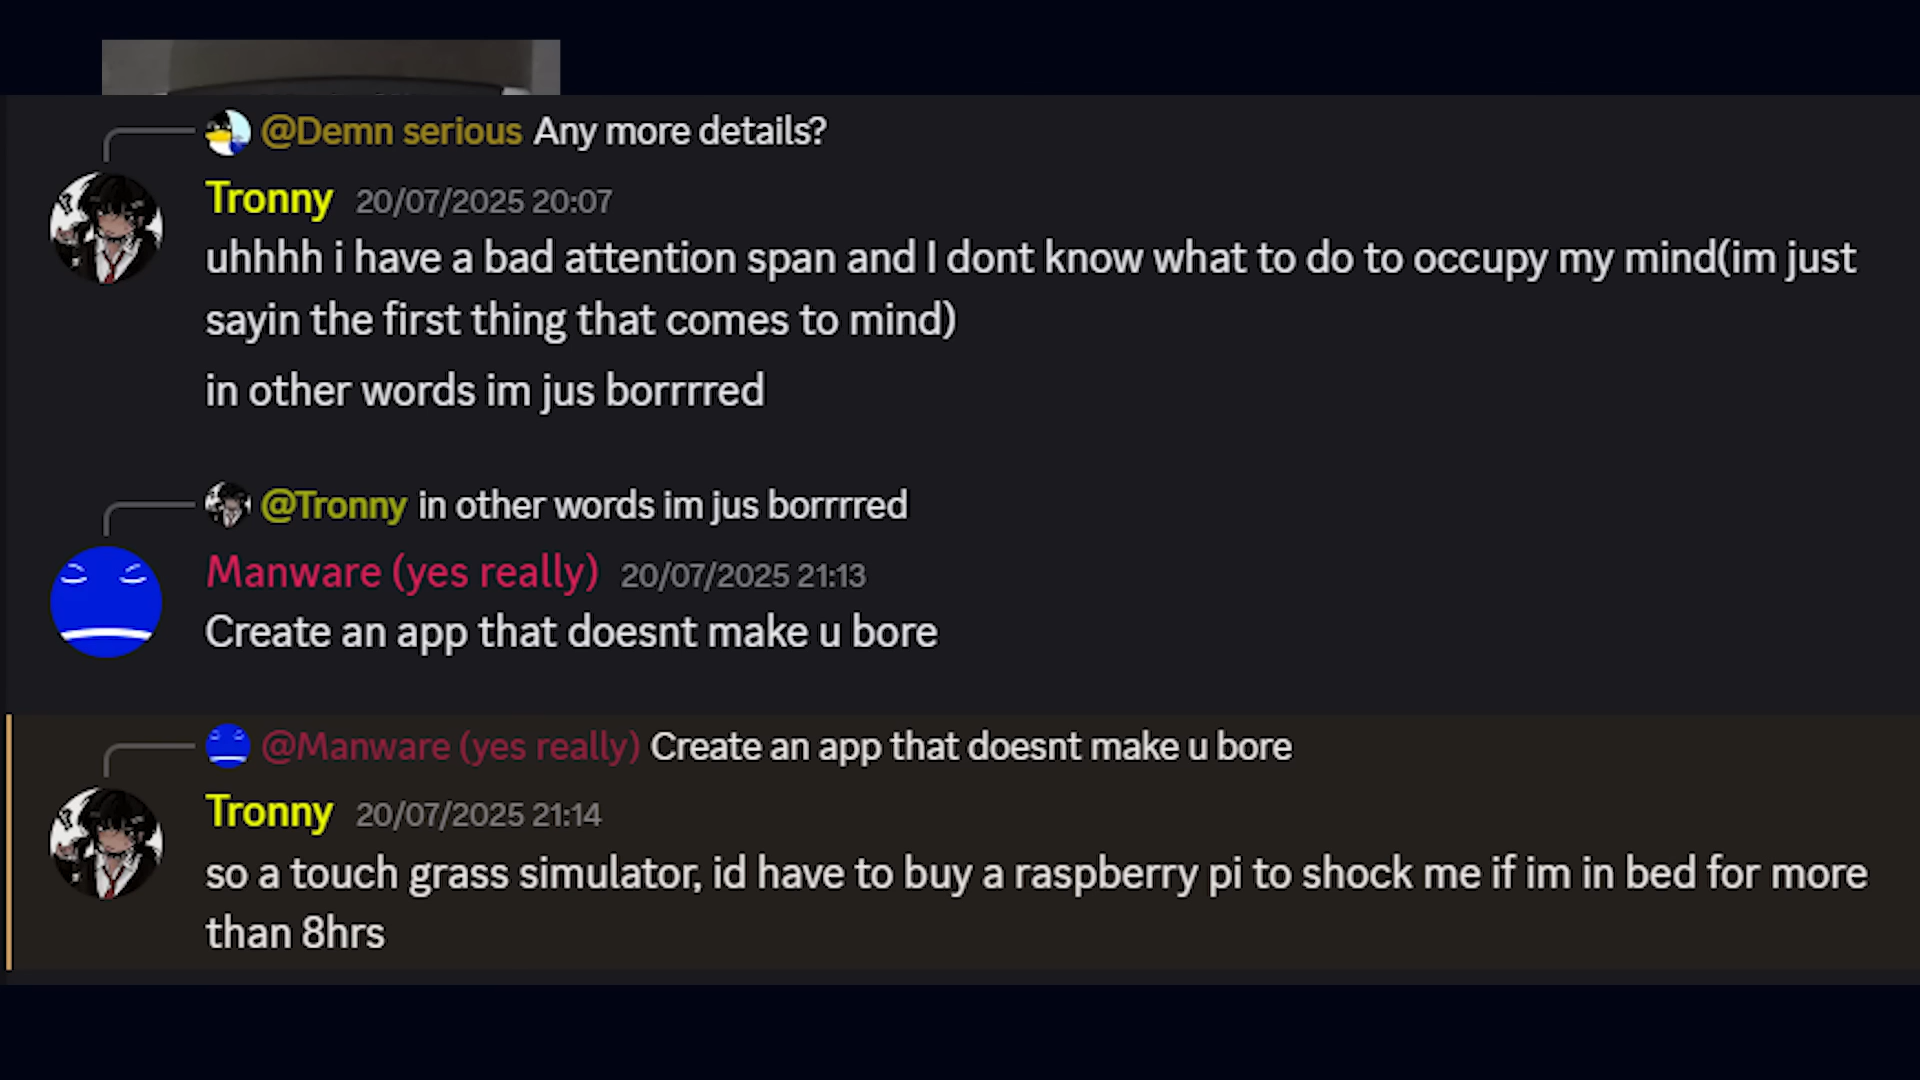 @Demn serious Any more details?
Tronny 20/07/2025 20:07
uhhhh i have a bad attention span and I dont know what to do to occupy my mind(im just
sayin the first thing that comes to mind)
in other words im jus borrrred
@Tronny in other words im jus borrrred
Manware (yes really) 20/07/2025 21:13
Create an app that doesnt make u bore
@Manware (yes really) Create an app that doesnt make u bore
Tronny 20/07/2025 21:14
so a touch grass simulator, id have to buy a raspberry pi to shock me if im in bed for more
than 8hrs